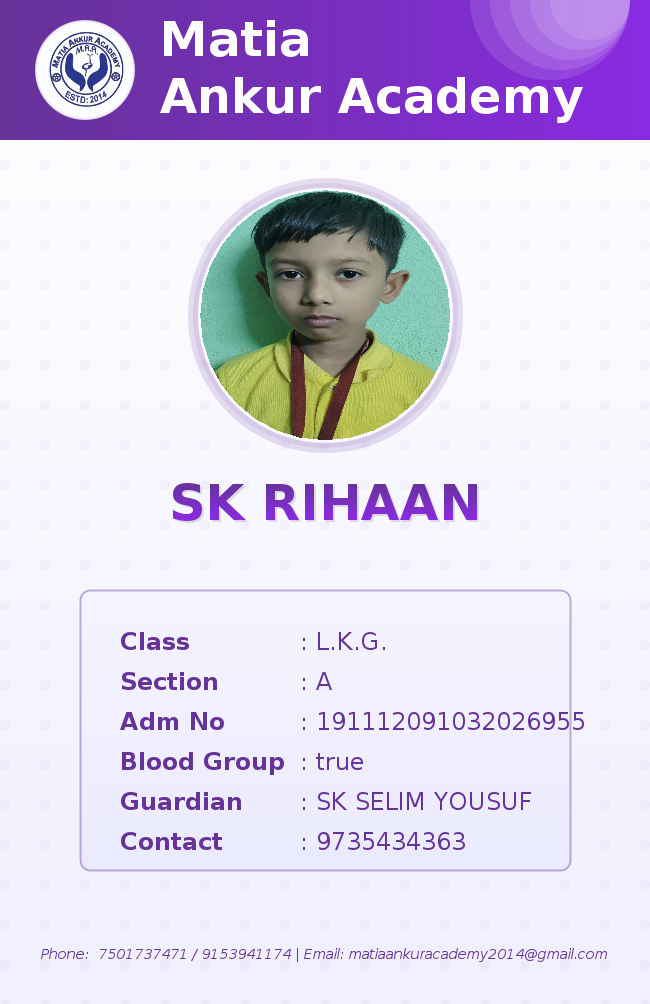 MATIA ANKUR ACADEMY
M.A.A.
ESTD: 2014
Matia
Ankur Academy
SK RIHAAN
Class : L.K.G.
Section : A
Adm No : 191112091032026955
Blood Group : true
Guardian : SK SELIM YOUSUF
Contact : 9735434363
Phone: 7501737471 / 9153941174 | Email: matiaankuracademy2014@gmail.com